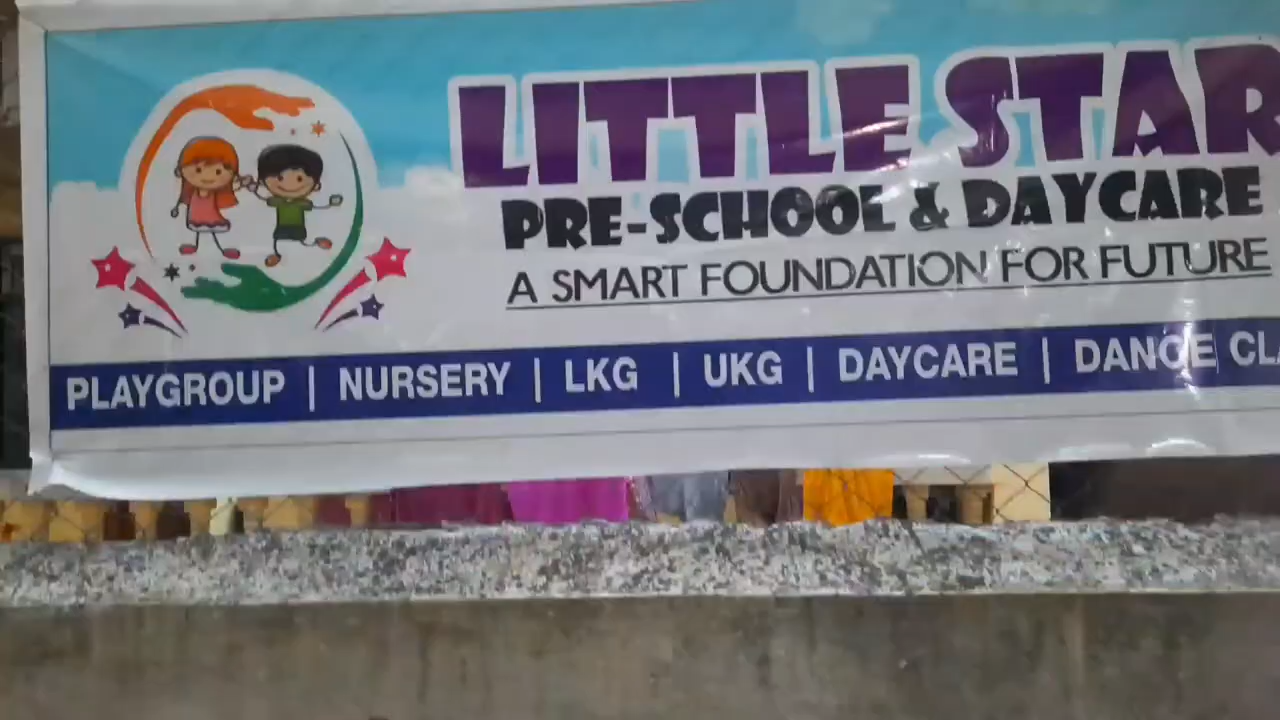 LITTLE STAR
PRE-SCHOOL & DAYCARE
A SMART FOUNDATION FOR FUTURE
PLAYGROUP | NURSERY | LKG | UKG | DAYCARE | DANCE